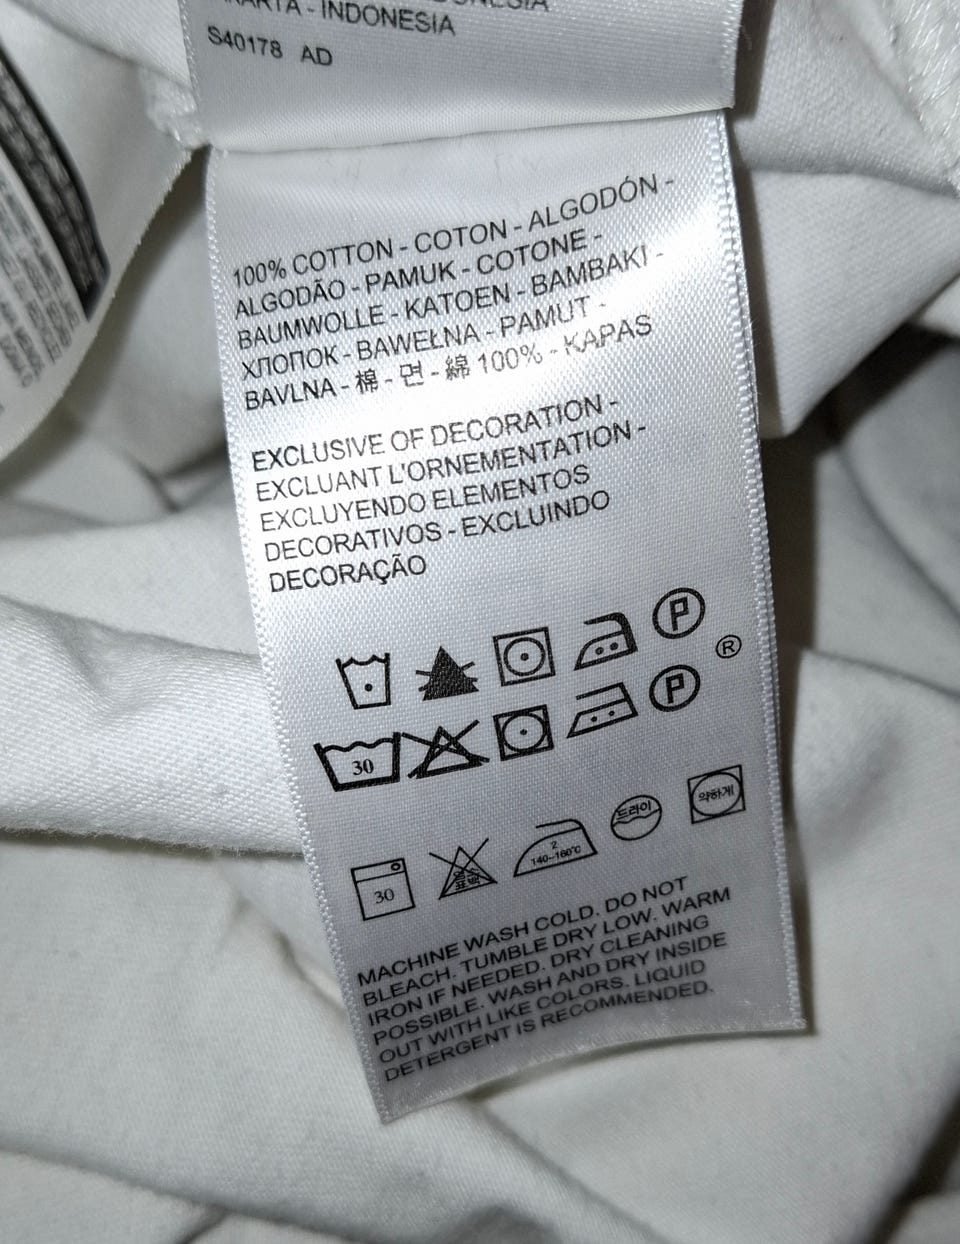 INDONESIA
S40178 AD
100% COTTON - COTON - ALGODÓN -
ALGODÃO - PAMUK - COTONE -
BAUMWOLLE - KATOEN - BAMBAKI -
ХЛОПОК - BAWEŁNA - PAMUT -
BAVLNA - 棉 - 면 - 綿 100% - KAPAS
EXCLUSIVE OF DECORATION -
EXCLUANT L'ORNEMENTATION -
EXCLUYENDO ELEMENTOS
DECORATIVOS - EXCLUINDO
DECORAÇÃO
P
®
30 P
드라이 약하게
30 표백 2 140~160°C
MACHINE WASH COLD. DO NOT
BLEACH. TUMBLE DRY LOW. WARM
IRON IF NEEDED. DRY CLEANING
POSSIBLE. WASH AND DRY INSIDE
OUT WITH LIKE COLORS. LIQUID
DETERGENT IS RECOMMENDED.